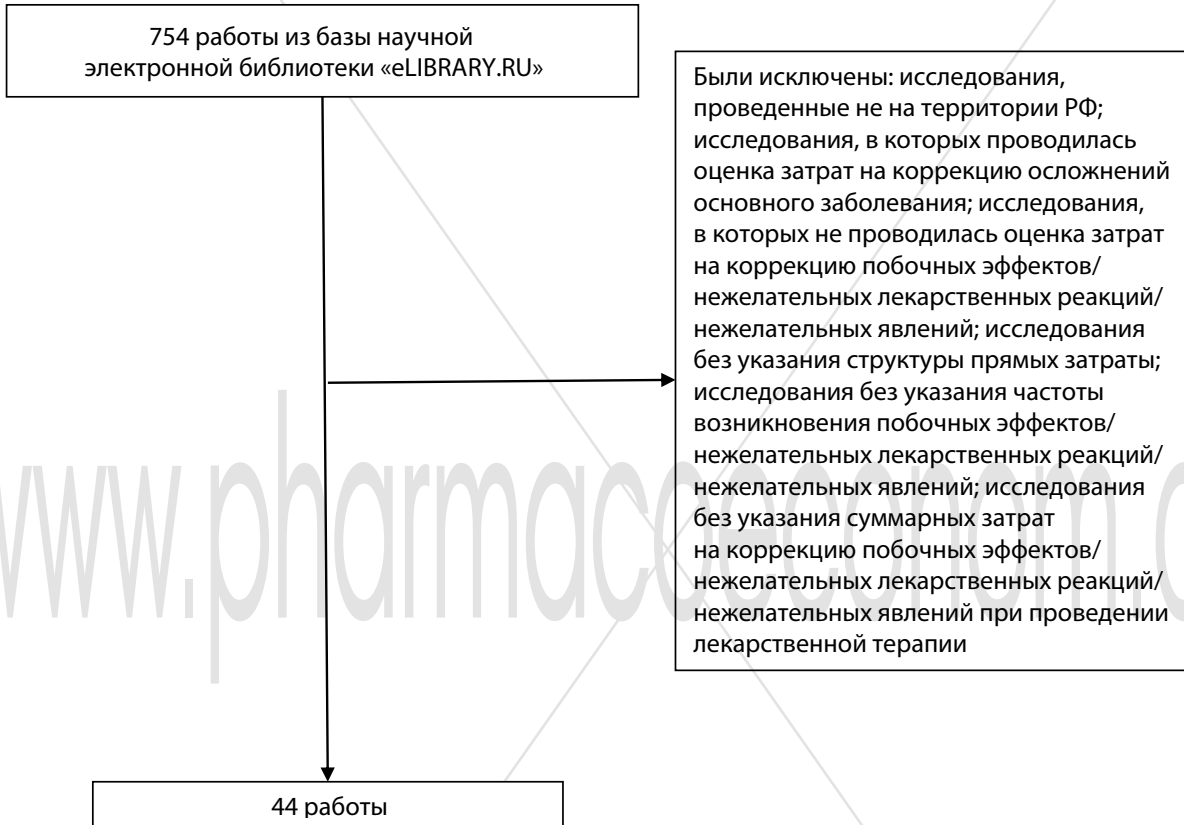 754 работы из базы научной
электронной библиотеки «eLIBRARY.RU»
Были исключены: исследования,
проведенные не на территории РФ;
исследования, в которых проводилась
оценка затрат на коррекцию осложнений
основного заболевания; исследования,
в которых не проводилась оценка затрат
на коррекцию побочных эффектов/
нежелательных лекарственных реакций/
нежелательных явлений; исследования
без указания структуры прямых затраты;
исследования без указания частоты
возникновения побочных эффектов/
нежелательных лекарственных реакций/
нежелательных явлений; исследования
без указания суммарных затрат
на коррекцию побочных эффектов/
нежелательных лекарственных реакций/
нежелательных явлений при проведении
лекарственной терапии
www.pharmacoeconom.c
44 работы